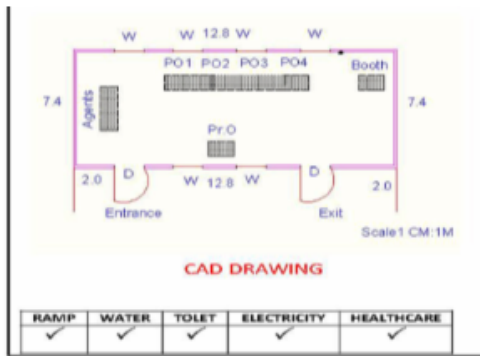 W W 12.8 W W
PO1 PO2 PO3 PO4 Booth
7.4 Agents 7.4
Pr.O
2.0 D W 12.8 W D 2.0
Entrance Exit
Scale1 CM:1M
CAD DRAWING
RAMP WATER TOLET ELECTRICITY HEALTHCARE
✓ ✓ ✓ ✓ ✓